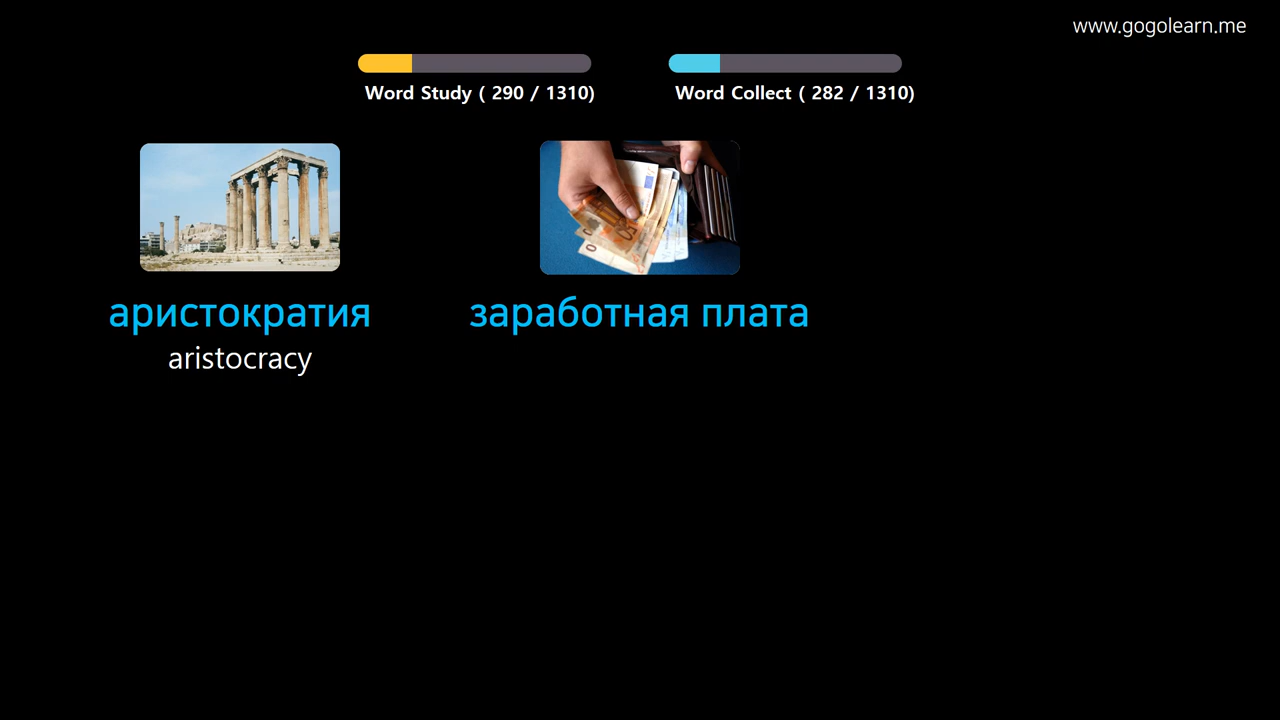 www.gogolearn.me
Word Study ( 290 / 1310)
Word Collect ( 282 / 1310)
аристократия
заработная плата
aristocracy